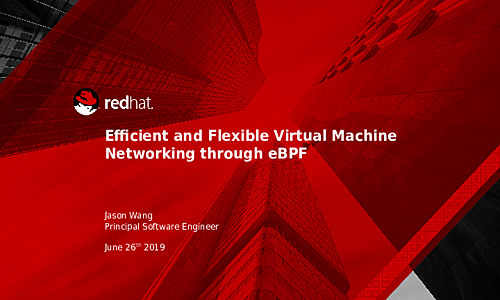 redhat.
Efficient and Flexible Virtual Machine
Networking through eBPF
Jason Wang
Principal Software Engineer
June 26th 2019